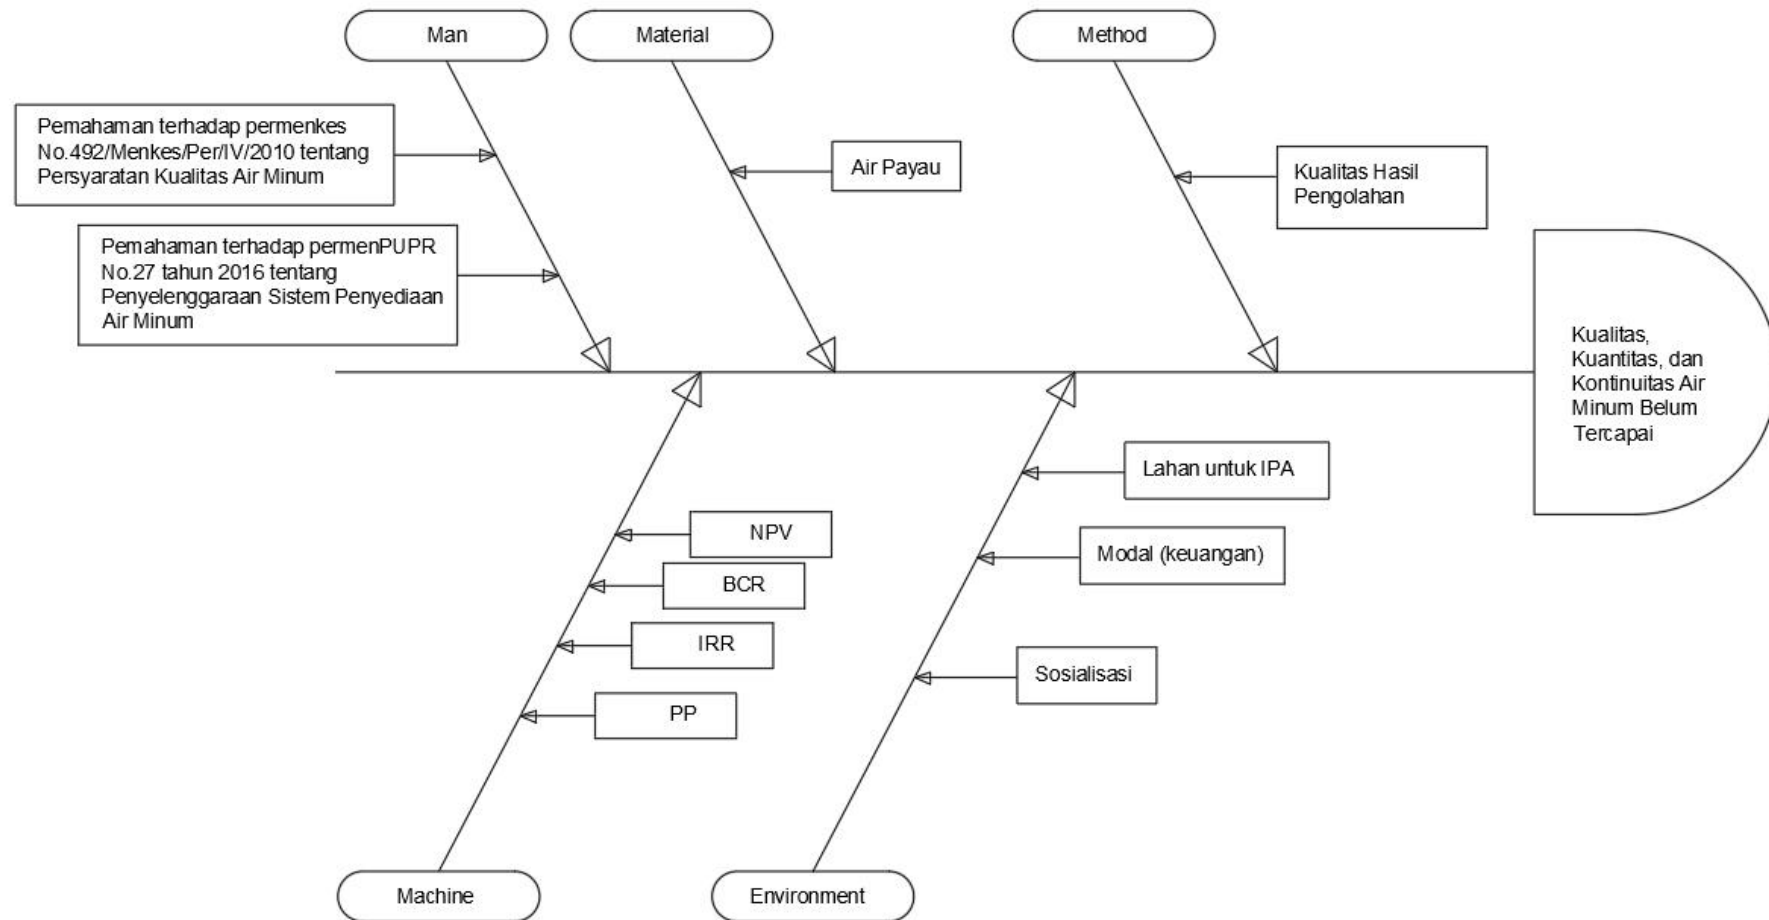 Man
Material
Method
Pemahaman terhadap permenkes
No.492/Menkes/Per/IV/2010 tentang
Persyaratan Kualitas Air Minum
Air Payau
Kualitas Hasil
Pengolahan
Pemahaman terhadap permenPUPR
No.27 tahun 2016 tentang
Penyelenggaraan Sistem Penyediaan
Air Minum
Kualitas,
Kuantitas, dan
Kontinuitas Air
Minum Belum
Tercapai
Lahan untuk IPA
NPV
Modal (keuangan)
BCR
IRR
Sosialisasi
PP
Machine
Environment